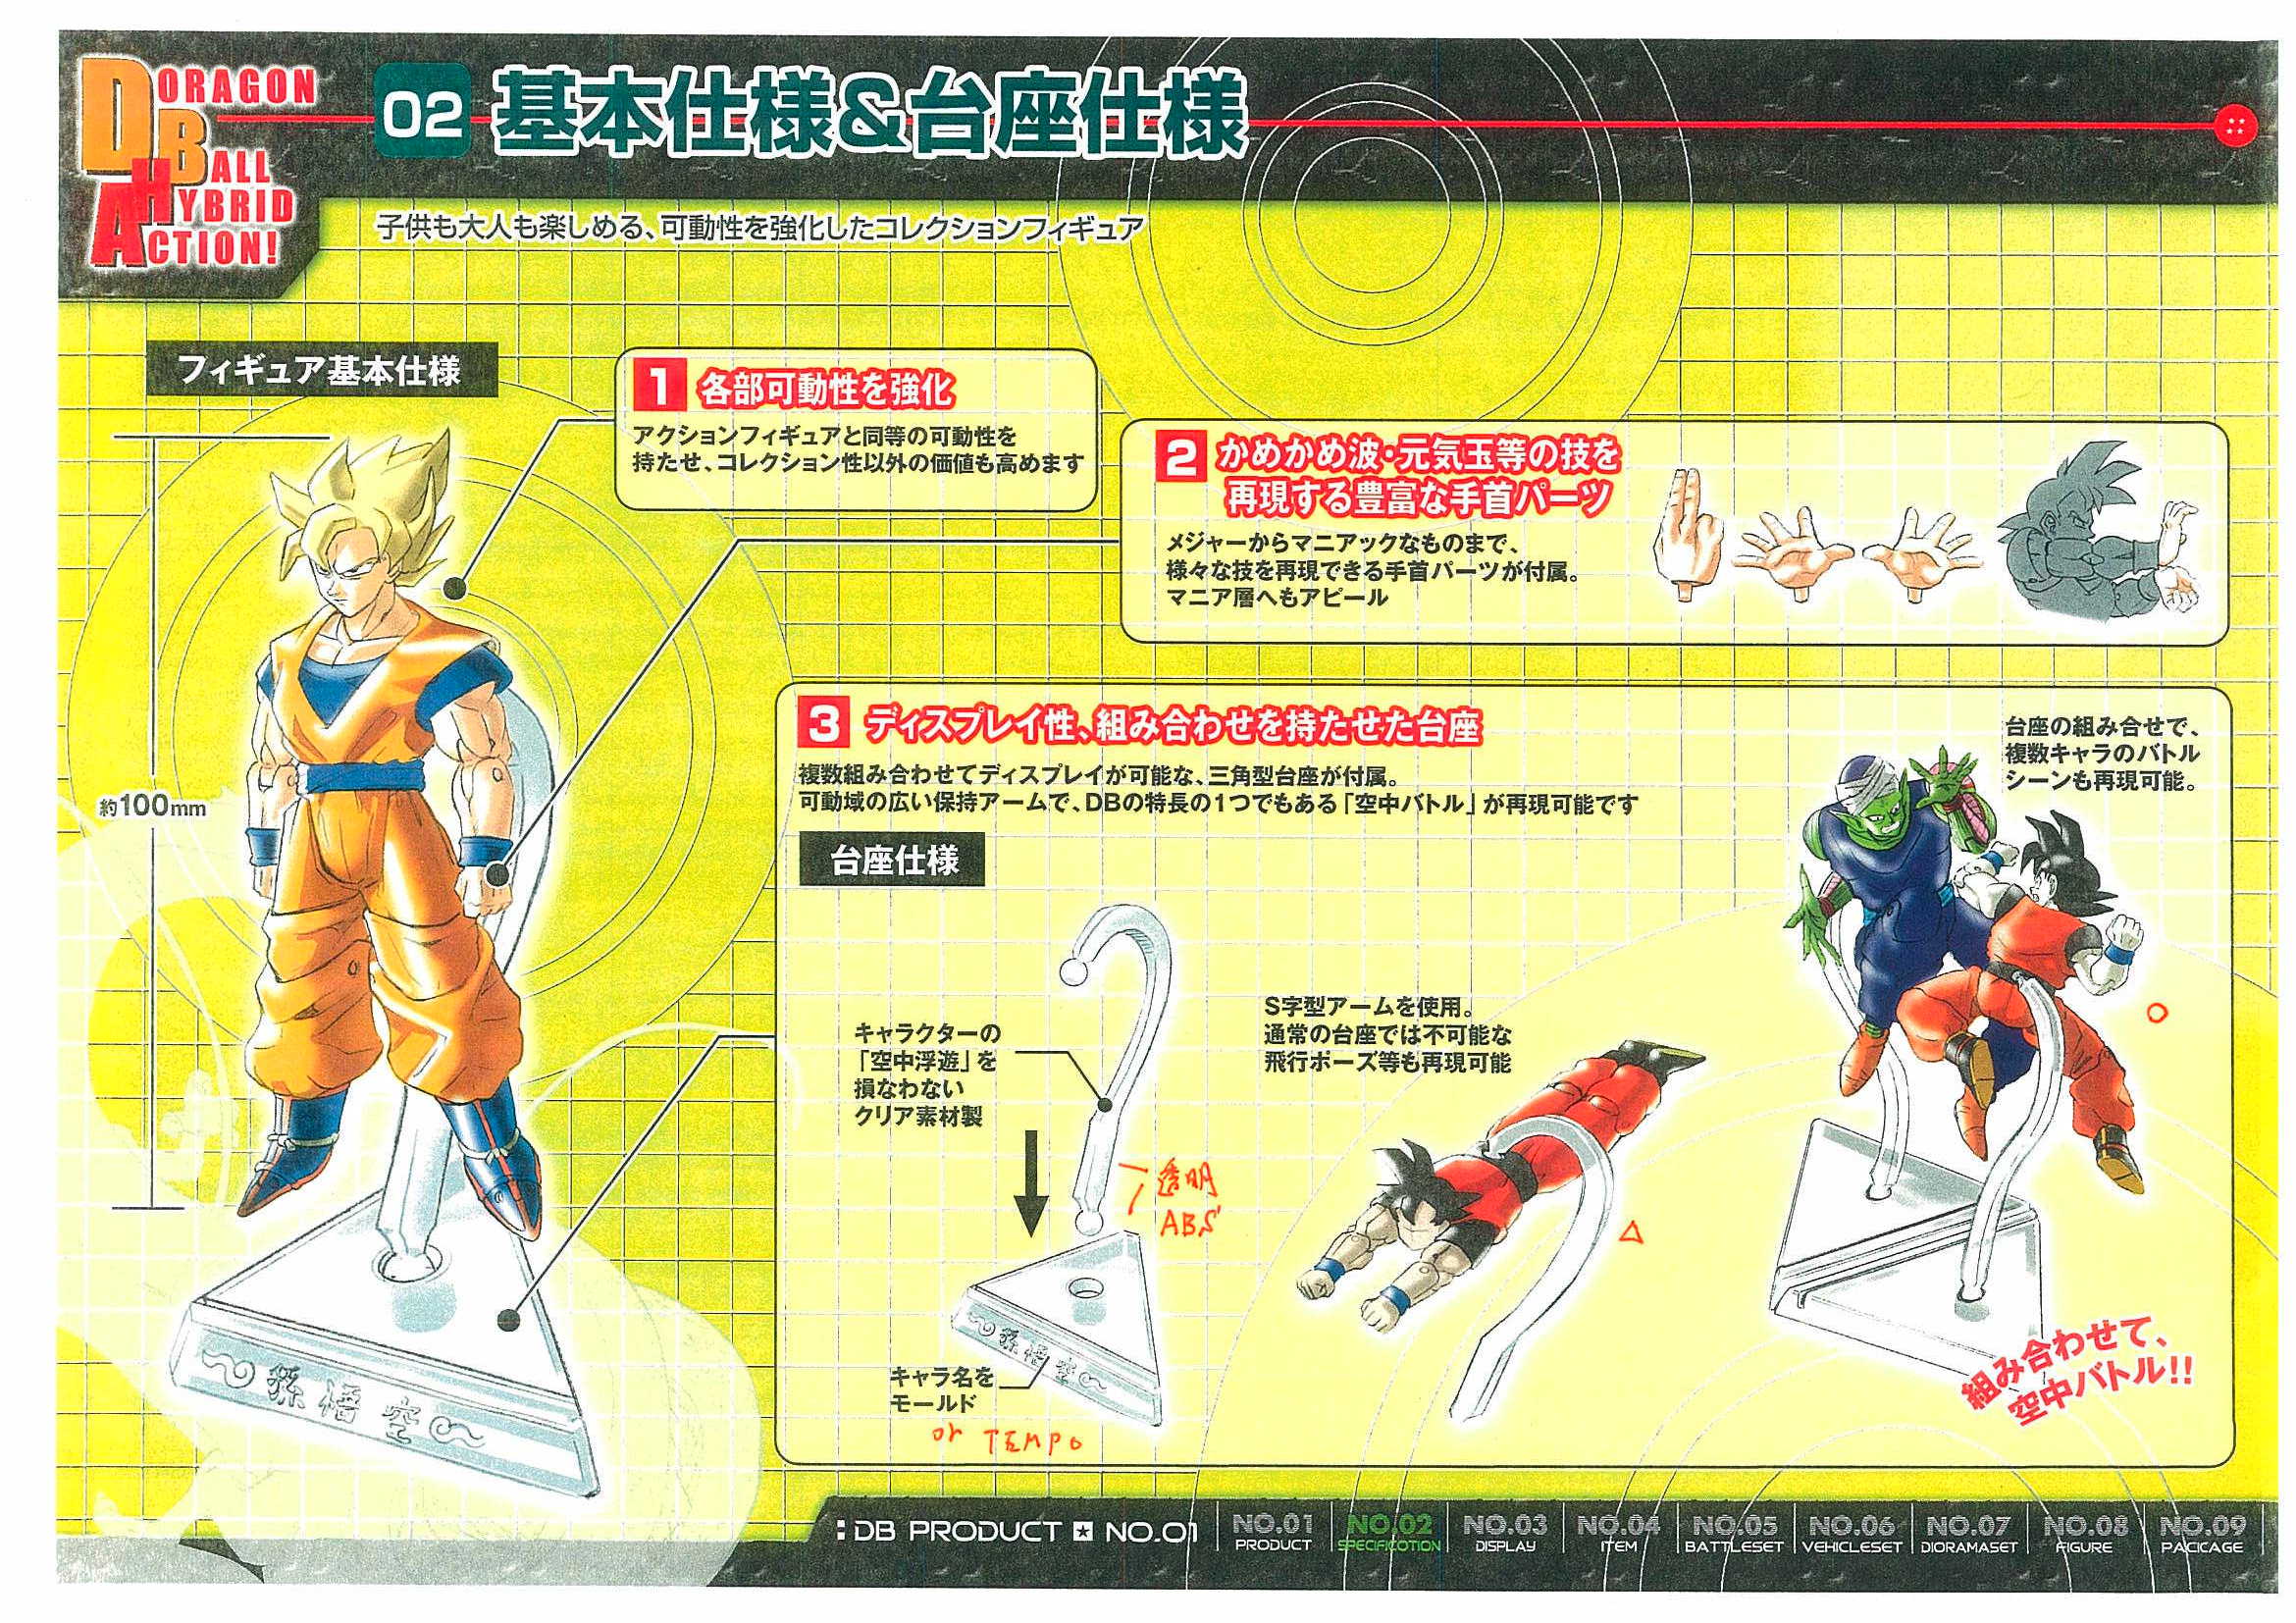 DORAGON
BALL
HYBRID
ACTION!
02 基本仕様&台座仕様
子供も大人も楽しめる、可動性を強化したコレクションフィギュア
フィギュア基本仕様
約100mm
孫悟空
1 各部可動性を強化
アクションフィギュアと同等の可動性を
持たせ、コレクション性以外の価値も高めます
2 かめかめ波・元気玉等の技を
再現する豊富な手首パーツ
メジャーからマニアックなものまで、
様々な技を再現できる手首パーツが付属。
マニア層へもアピール
3 ディスプレイ性、組み合わせを持たせた台座
複数組み合わせてディスプレイが可能な、三角型台座が付属。
可動域の広い保持アームで、DBの特長の1つでもある「空中バトル」が再現可能です
台座仕様
キャラクターの
「空中浮遊」を
損なわない
クリア素材製
透明
ABS
孫悟空
キャラ名を
モールド
or TEMPO
S字型アームを使用。
通常の台座では不可能な
飛行ポーズ等も再現可能
台座の組み合せで、
複数キャラのバトル
シーンも再現可能。
組み合わせて、
空中バトル!!
:DB PRODUCT ★ NO.01
NO.01 PRODUCT
NO.02 SPECIFICOTION
NO.03 DISPLAY
NO.04 ITEM
NO.05 BATTLESET
NO.06 VEHICLESET
NO.07 DIORAMASET
NO.08 FIGURE
NO.09 PACICAGE